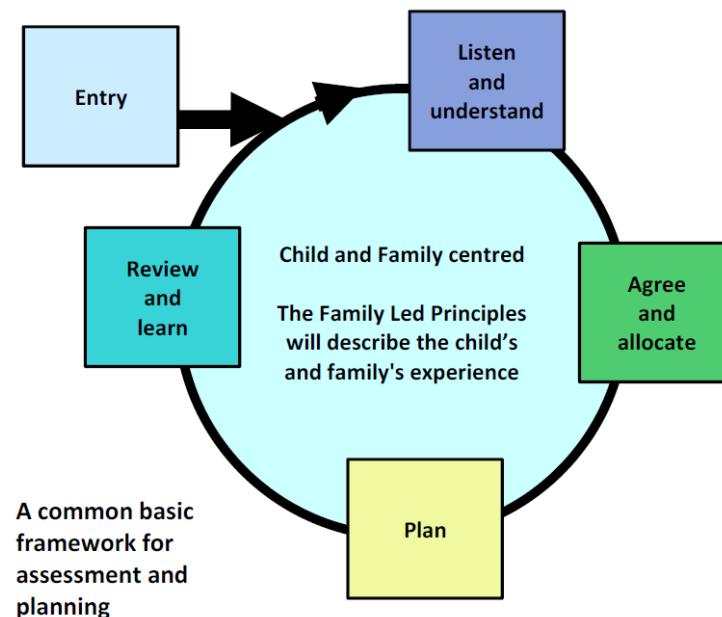 Entry
Listen
and
understand
Review
and
learn
Child and Family centred
The Family Led Principles
will describe the child’s
and family's experience
Agree
and
allocate
Plan
A common basic
framework for
assessment and
planning